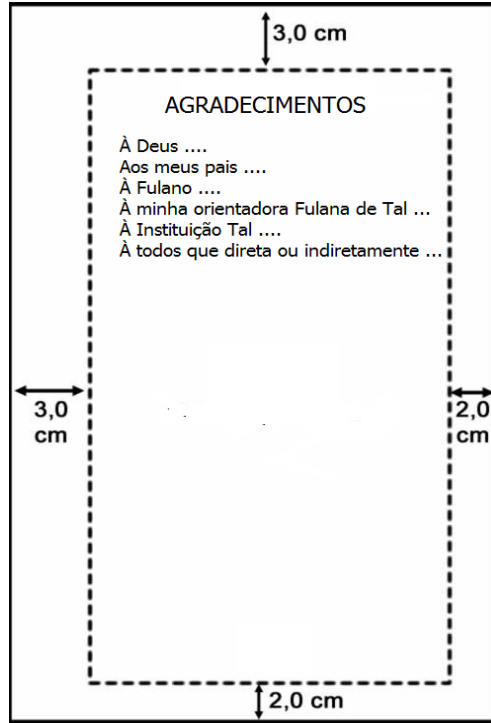 3,0 cm
AGRADECIMENTOS
À Deus ....
Aos meus pais ....
À Fulano ....
À minha orientadora Fulana de Tal ...
À Instituição Tal ....
À todos que direta ou indiretamente ...
3,0
cm
2,0
cm
2,0 cm